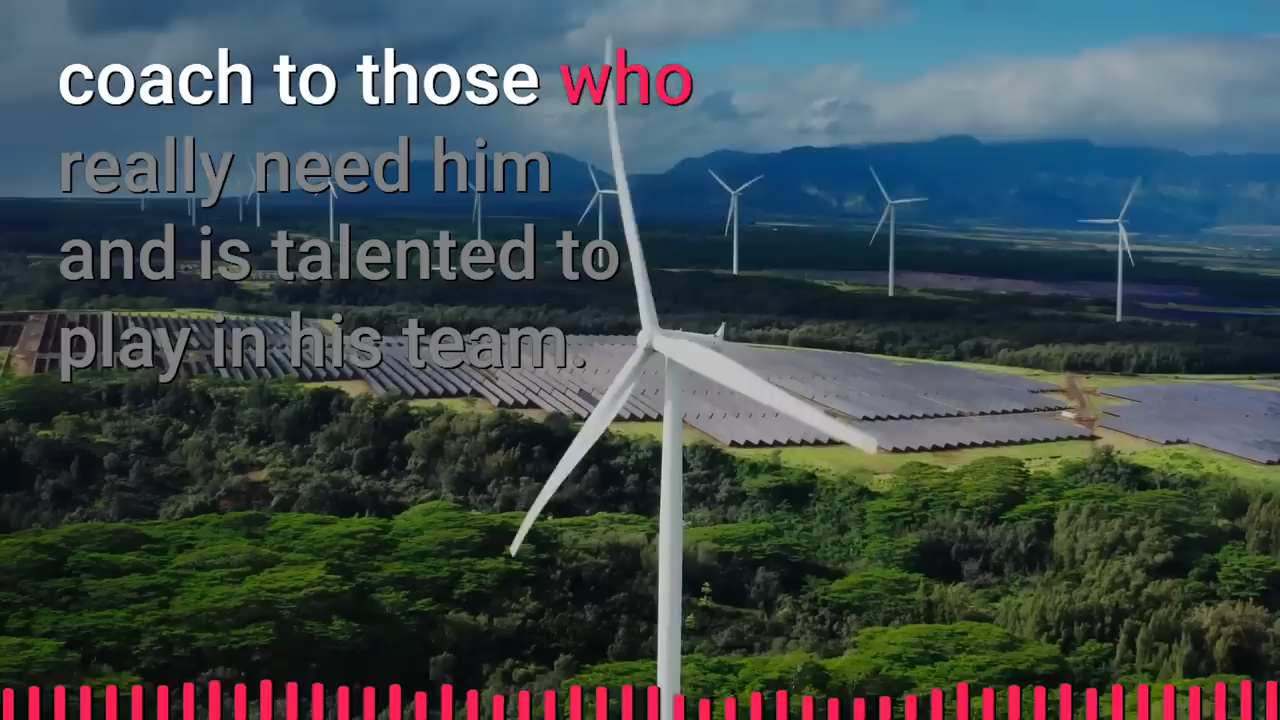 coach to those who
really need him
and is talented to
play in his team.